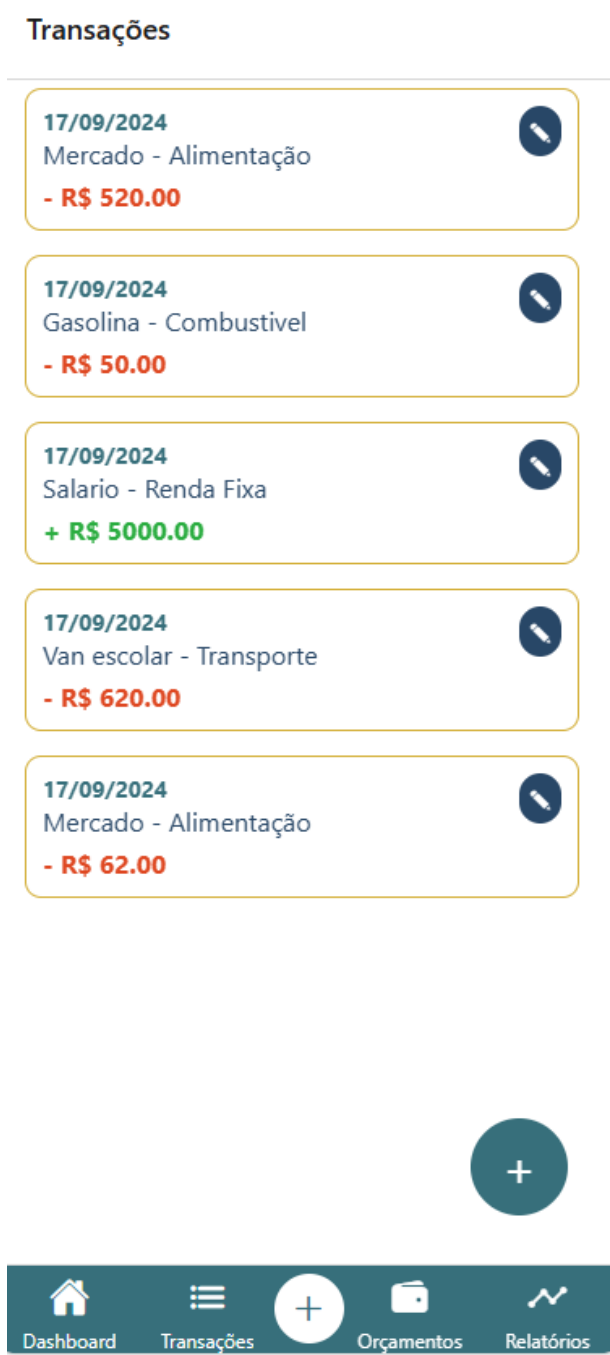 Transações
17/09/2024
Mercado - Alimentação
- R$ 520.00
17/09/2024
Gasolina - Combustivel
- R$ 50.00
17/09/2024
Salario - Renda Fixa
+ R$ 5000.00
17/09/2024
Van escolar - Transporte
- R$ 620.00
17/09/2024
Mercado - Alimentação
- R$ 62.00
+
+
Dashboard Transações Orçamentos Relatórios